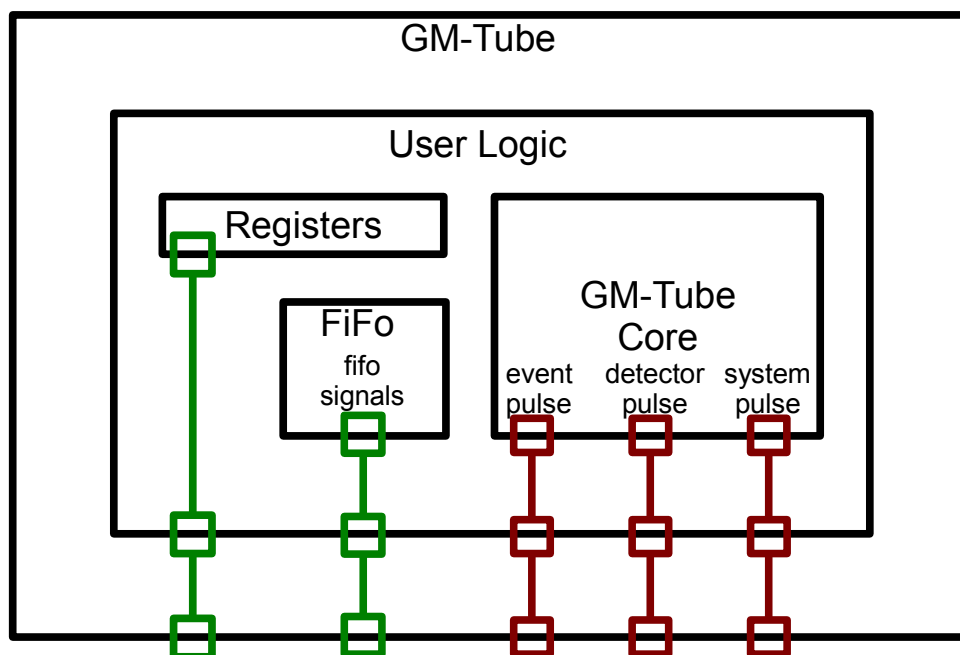 GM-Tube
User Logic
Registers
FiFo
fifo
signals
GM-Tube
Core
event
pulse
detector
pulse
system
pulse